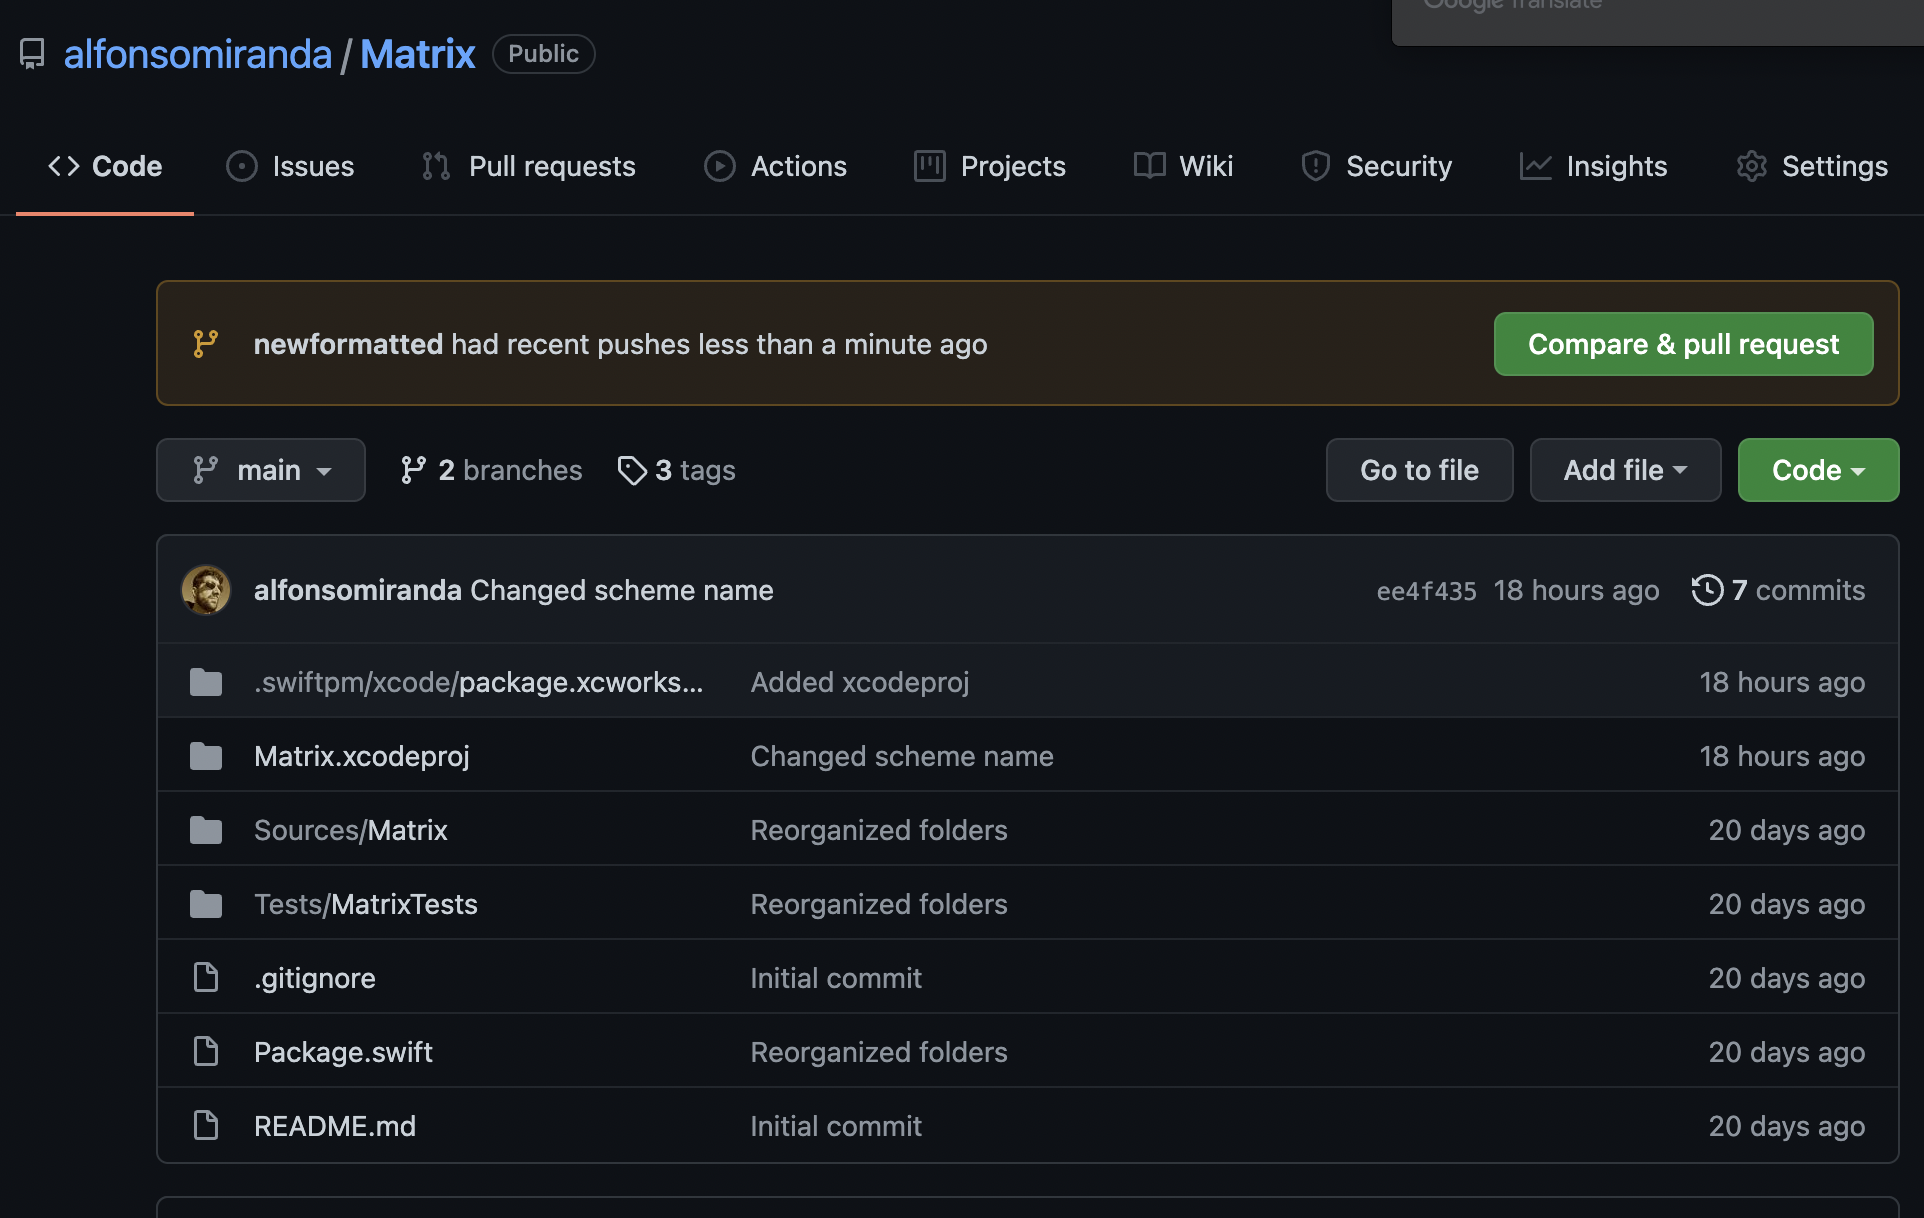 Google Translate
alfonsomiranda / Matrix Public
Code Issues Pull requests Actions Projects Wiki Security Insights Settings
newformatted had recent pushes less than a minute ago Compare & pull request
main 2 branches 3 tags Go to file Add file Code
alfonsomiranda Changed scheme name ee4f435 18 hours ago 7 commits
.swiftpm/xcode/package.xcworks... Added xcodeproj 18 hours ago
Matrix.xcodeproj Changed scheme name 18 hours ago
Sources/Matrix Reorganized folders 20 days ago
Tests/MatrixTests Reorganized folders 20 days ago
.gitignore Initial commit 20 days ago
Package.swift Reorganized folders 20 days ago
README.md Initial commit 20 days ago